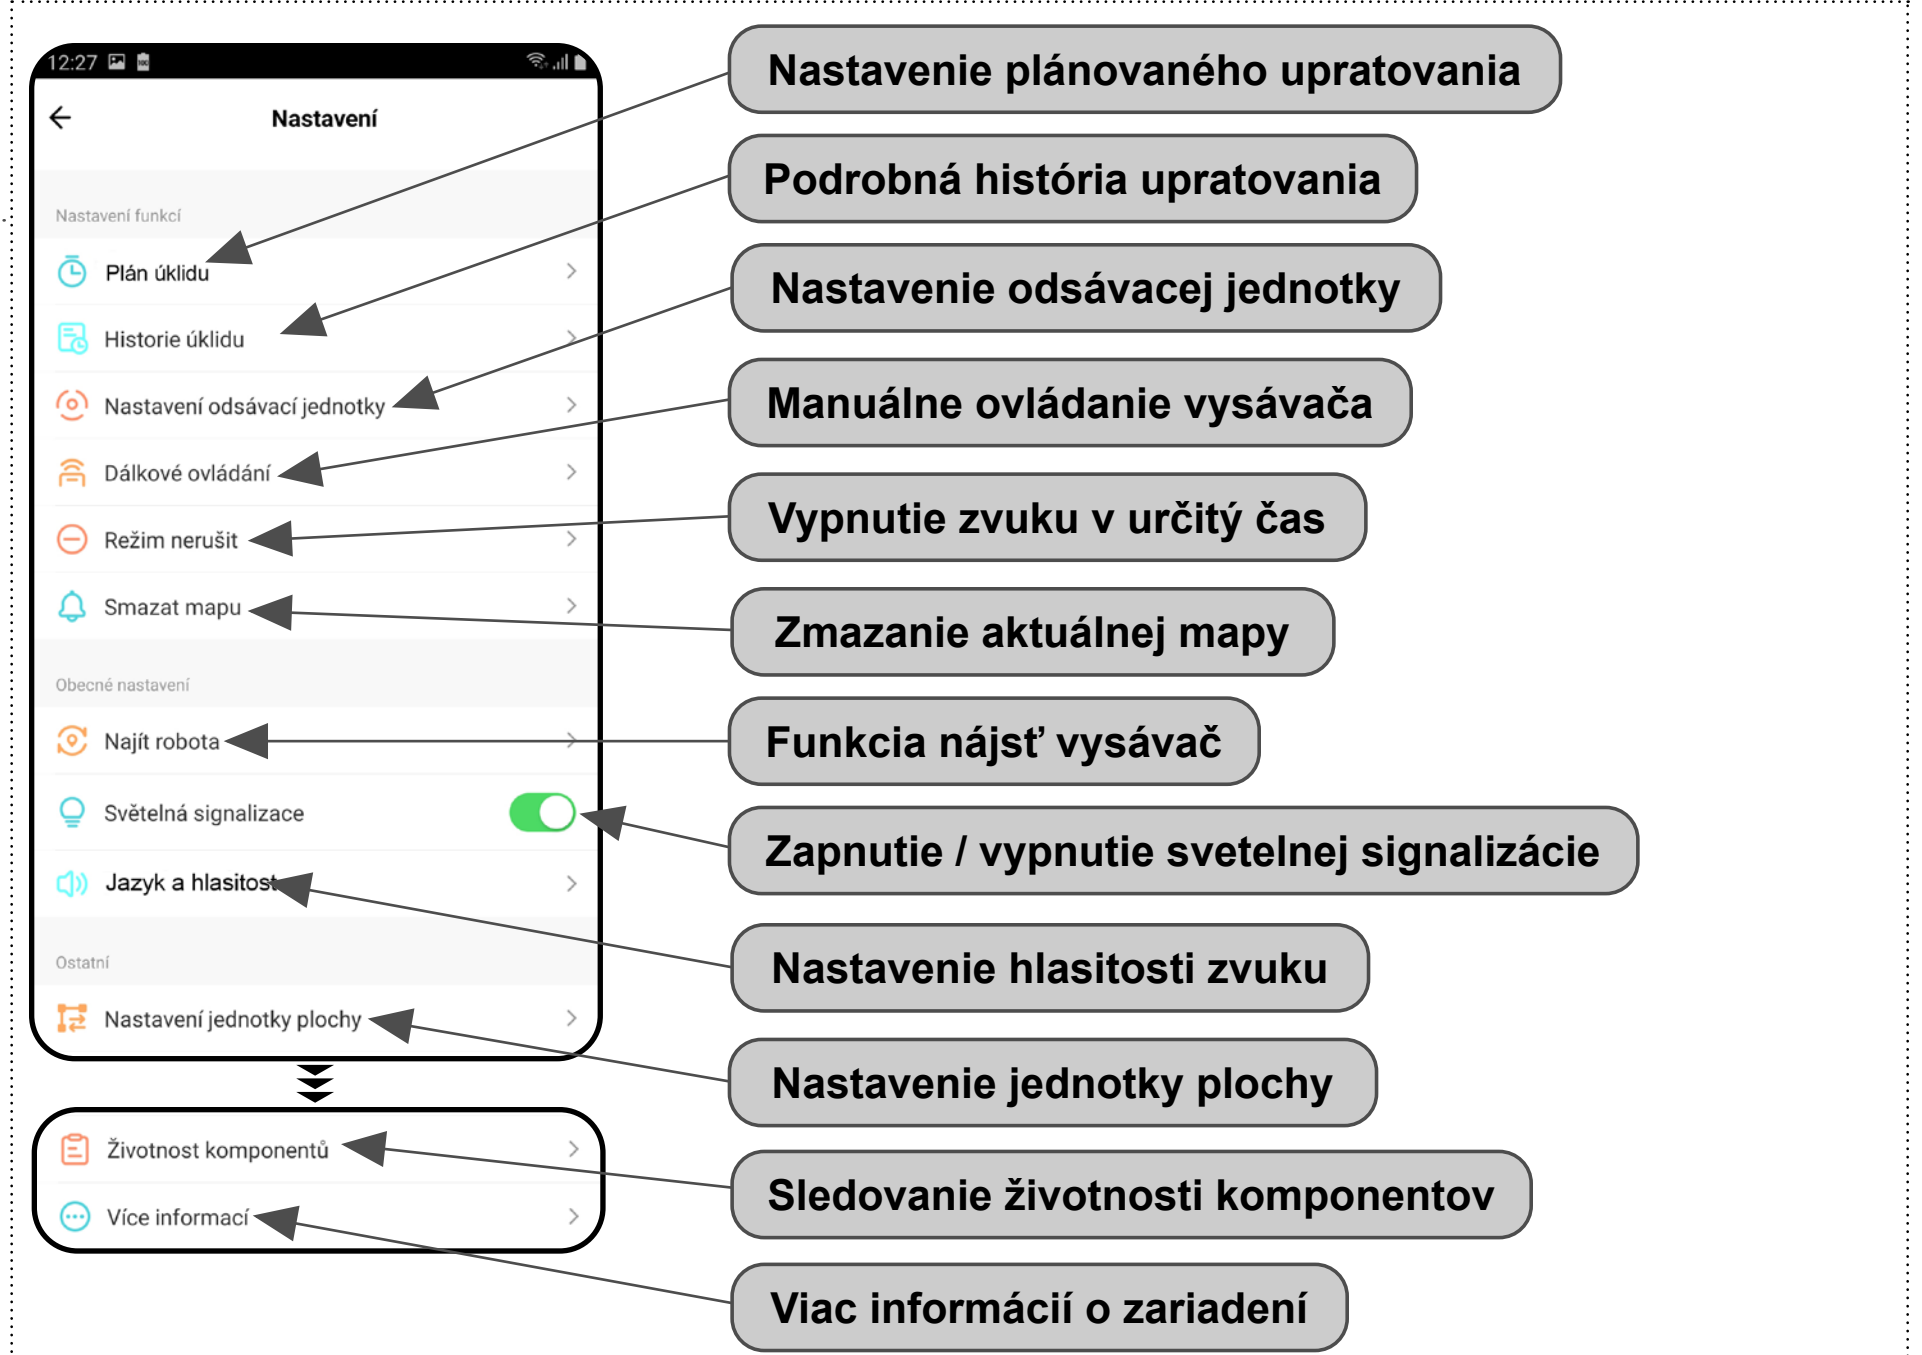 12:27
Nastavení
Nastavení funkcí
Plán úklidu
Historie úklidu
Nastavení odsávací jednotky
Dálkové ovládání
Režim nerušit
Smazat mapu
Obecné nastavení
Najít robota
Světelná signalizace
Jazyk a hlasitost
Ostatní
Nastavení jednotky plochy
Životnost komponentů
Více informací
Nastavenie plánovaného upratovania
Podrobná história upratovania
Nastavenie odsávacej jednotky
Manuálne ovládanie vysávača
Vypnutie zvuku v určitý čas
Zmazanie aktuálnej mapy
Funkcia nájsť vysávač
Zapnutie / vypnutie svetelnej signalizácie
Nastavenie hlasitosti zvuku
Nastavenie jednotky plochy
Sledovanie životnosti komponentov
Viac informácií o zariadení